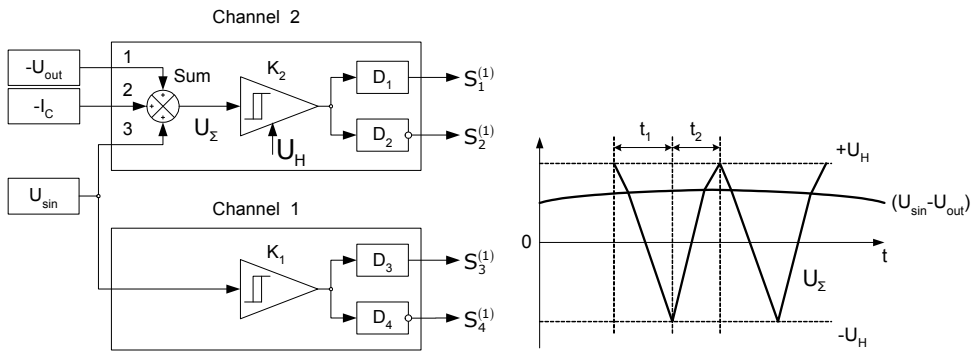 Channel 2
-U_out
-I_C
1
2
3
Sum
U_Σ
K_2
U_H
D_1
D_2
S_1^(1)
S_2^(1)
U_sin
Channel 1
K_1
D_3
D_4
S_3^(1)
S_4^(1)
t_1
t_2
+U_H
(U_sin-U_out)
0
t
U_Σ
-U_H